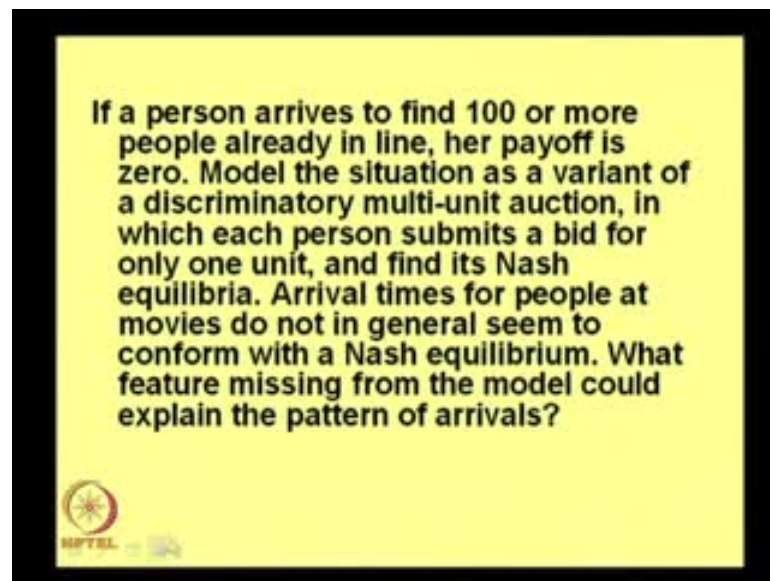 If a person arrives to find 100 or more
people already in line, her payoff is
zero. Model the situation as a variant of
a discriminatory multi-unit auction, in
which each person submits a bid for
only one unit, and find its Nash
equilibria. Arrival times for people at
movies do not in general seem to
conform with a Nash equilibrium. What
feature missing from the model could
explain the pattern of arrivals?
NPTEL